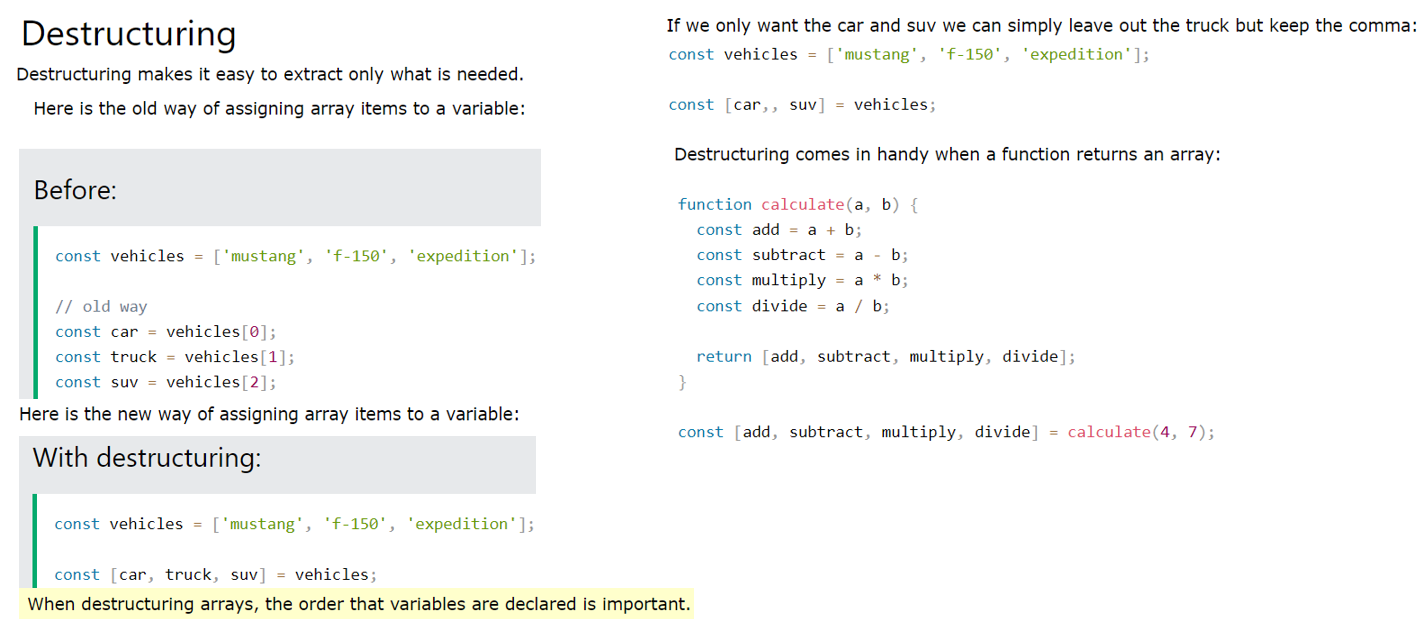 Destructuring
Destructuring makes it easy to extract only what is needed.
Here is the old way of assigning array items to a variable:
Before:
const vehicles = ['mustang', 'f-150', 'expedition'];
// old way
const car = vehicles[0];
const truck = vehicles[1];
const suv = vehicles[2];
Here is the new way of assigning array items to a variable:
With destructuring:
const vehicles = ['mustang', 'f-150', 'expedition'];
const [car, truck, suv] = vehicles;
When destructuring arrays, the order that variables are declared is important.
If we only want the car and suv we can simply leave out the truck but keep the comma:
const vehicles = ['mustang', 'f-150', 'expedition'];
const [car,, suv] = vehicles;
Destructuring comes in handy when a function returns an array:
function calculate(a, b) {
const add = a + b;
const subtract = a - b;
const multiply = a * b;
const divide = a / b;
return [add, subtract, multiply, divide];
}
const [add, subtract, multiply, divide] = calculate(4, 7);